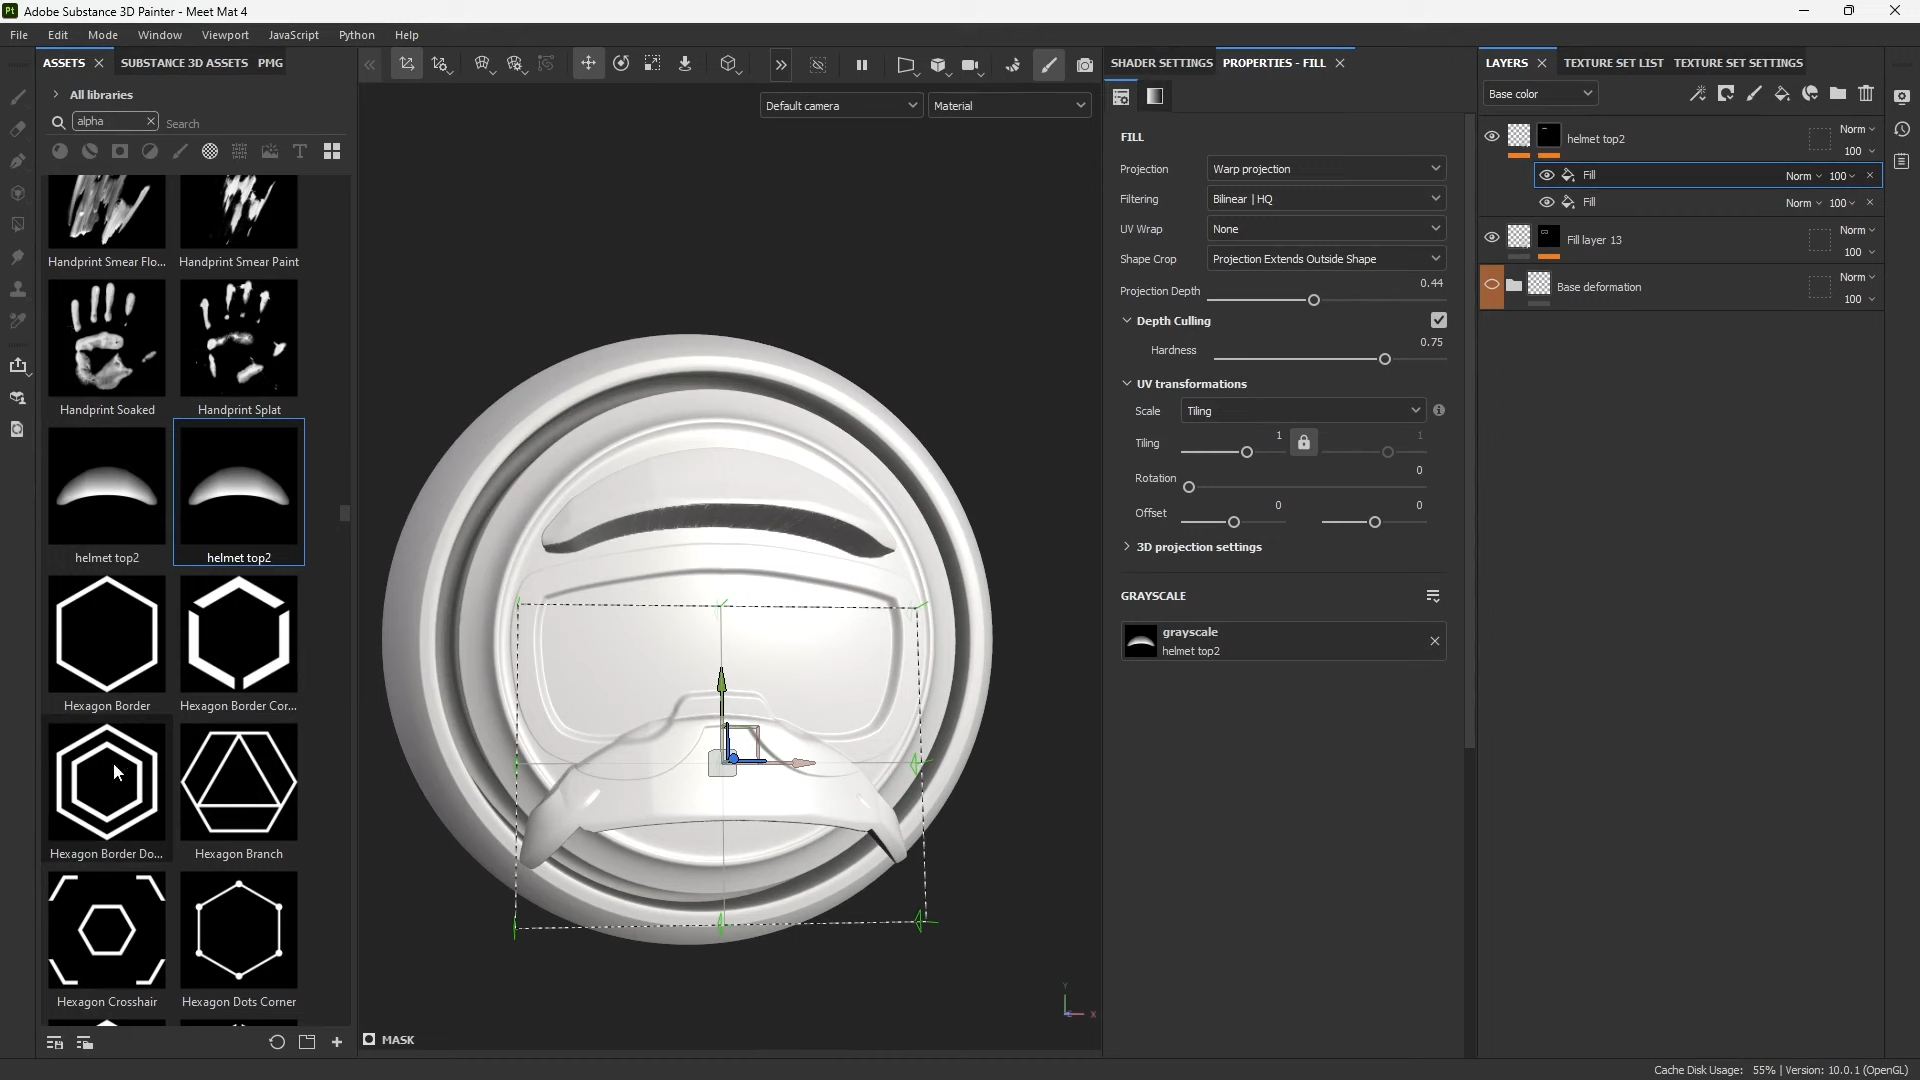 Pt Adobe Substance 3D Painter - Meet Mat 4
File Edit Mode Window Viewport JavaScript Python Help
ASSETS SUBSTANCE 3D ASSETS PNG
All libraries
alpha Search
Handprint Smear Flo... Handprint Smear Paint
Handprint Soaked Handprint Splat
helmet top2 helmet top2
Hexagon Border Hexagon Border Cor...
Hexagon Border Do... Hexagon Branch
Hexagon Crosshair Hexagon Dots Corner
Default camera Material
MASK
Y
X
SHADER SETTINGS PROPERTIES - FILL
FILL
Projection Warp projection
Filtering Bilinear | HQ
UV Wrap None
Shape Crop Projection Extends Outside Shape
Projection Depth 0.44
Depth Culling
Hardness 0.75
UV transformations
Scale Tiling
Tiling 1 1
Rotation 0
Offset 0 0
3D projection settings
GRAYSCALE
grayscale
helmet top2
LAYERS TEXTURE SET LIST TEXTURE SET SETTINGS
Base color
helmet top2 Norm
100
Fill Norm 100
Fill Norm 100
Fill layer 13 Norm
100
Base deformation Norm
100
Cache Disk Usage: 55% | Version: 10.0.1 (OpenGL)